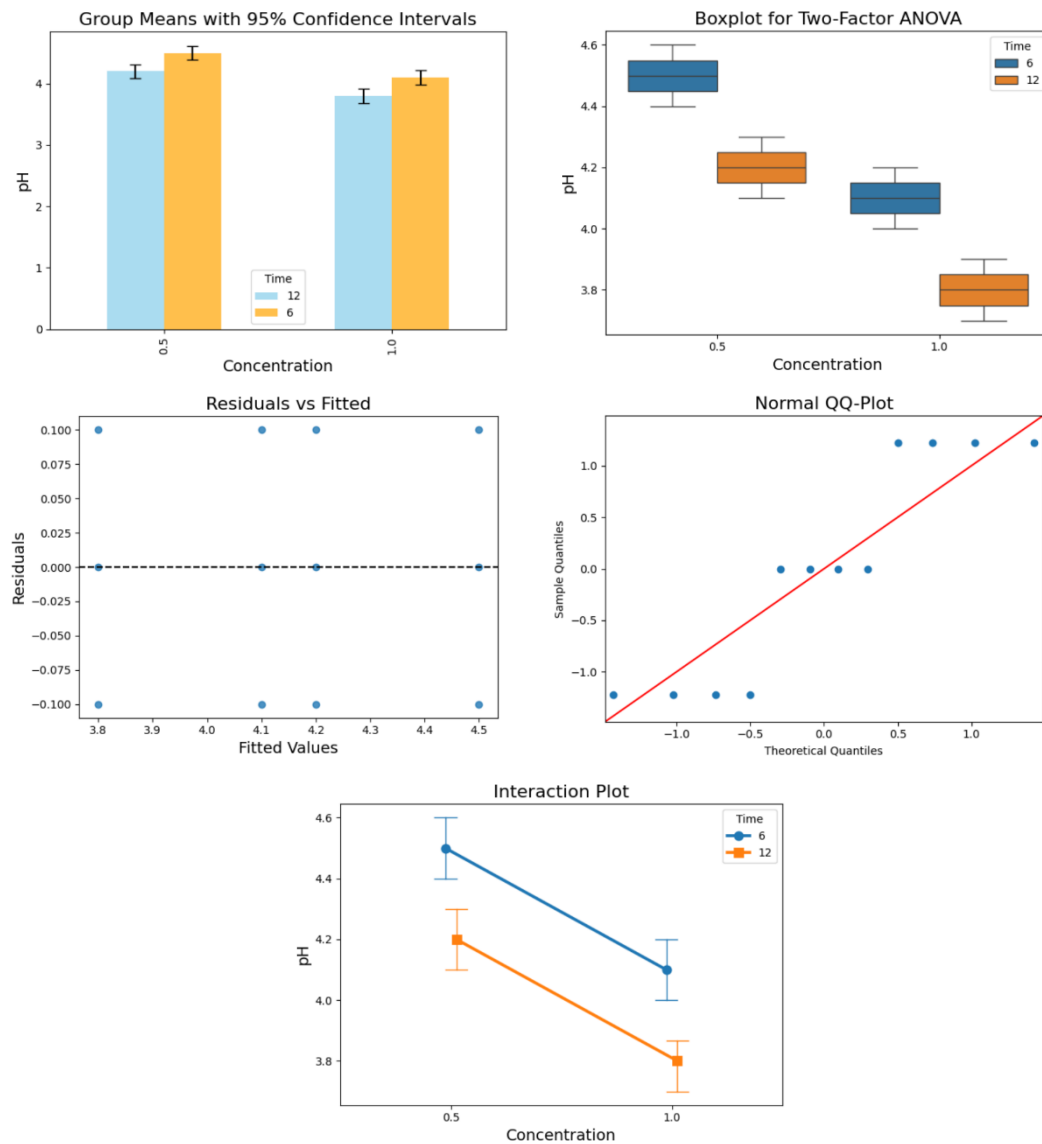 Group Means with 95% Confidence Intervals
pH
4
3
4
2
1
0
Time
12
6
0.5
1.0
Concentration
Boxplot for Two-Factor ANOVA
pH
4.6
4.4
4.2
4.0
3.8
Time
6
12
0.5
1.0
Concentration
Residuals vs Fitted
Residuals
0.100
0.075
0.050
0.025
0.000
−0.025
−0.050
−0.075
−0.100
3.8 3.9 4.0 4.1 4.2 4.3 4.4 4.5
Fitted Values
Normal QQ-Plot
Sample Quantiles
1.0
0.5
0.0
−0.5
−1.0
−1.0 −0.5 0.0 0.5 1.0
Theoretical Quantiles
Interaction Plot
pH
4.6
4.4
4.2
4.0
3.8
Time
6
12
0.5 1.0
Concentration